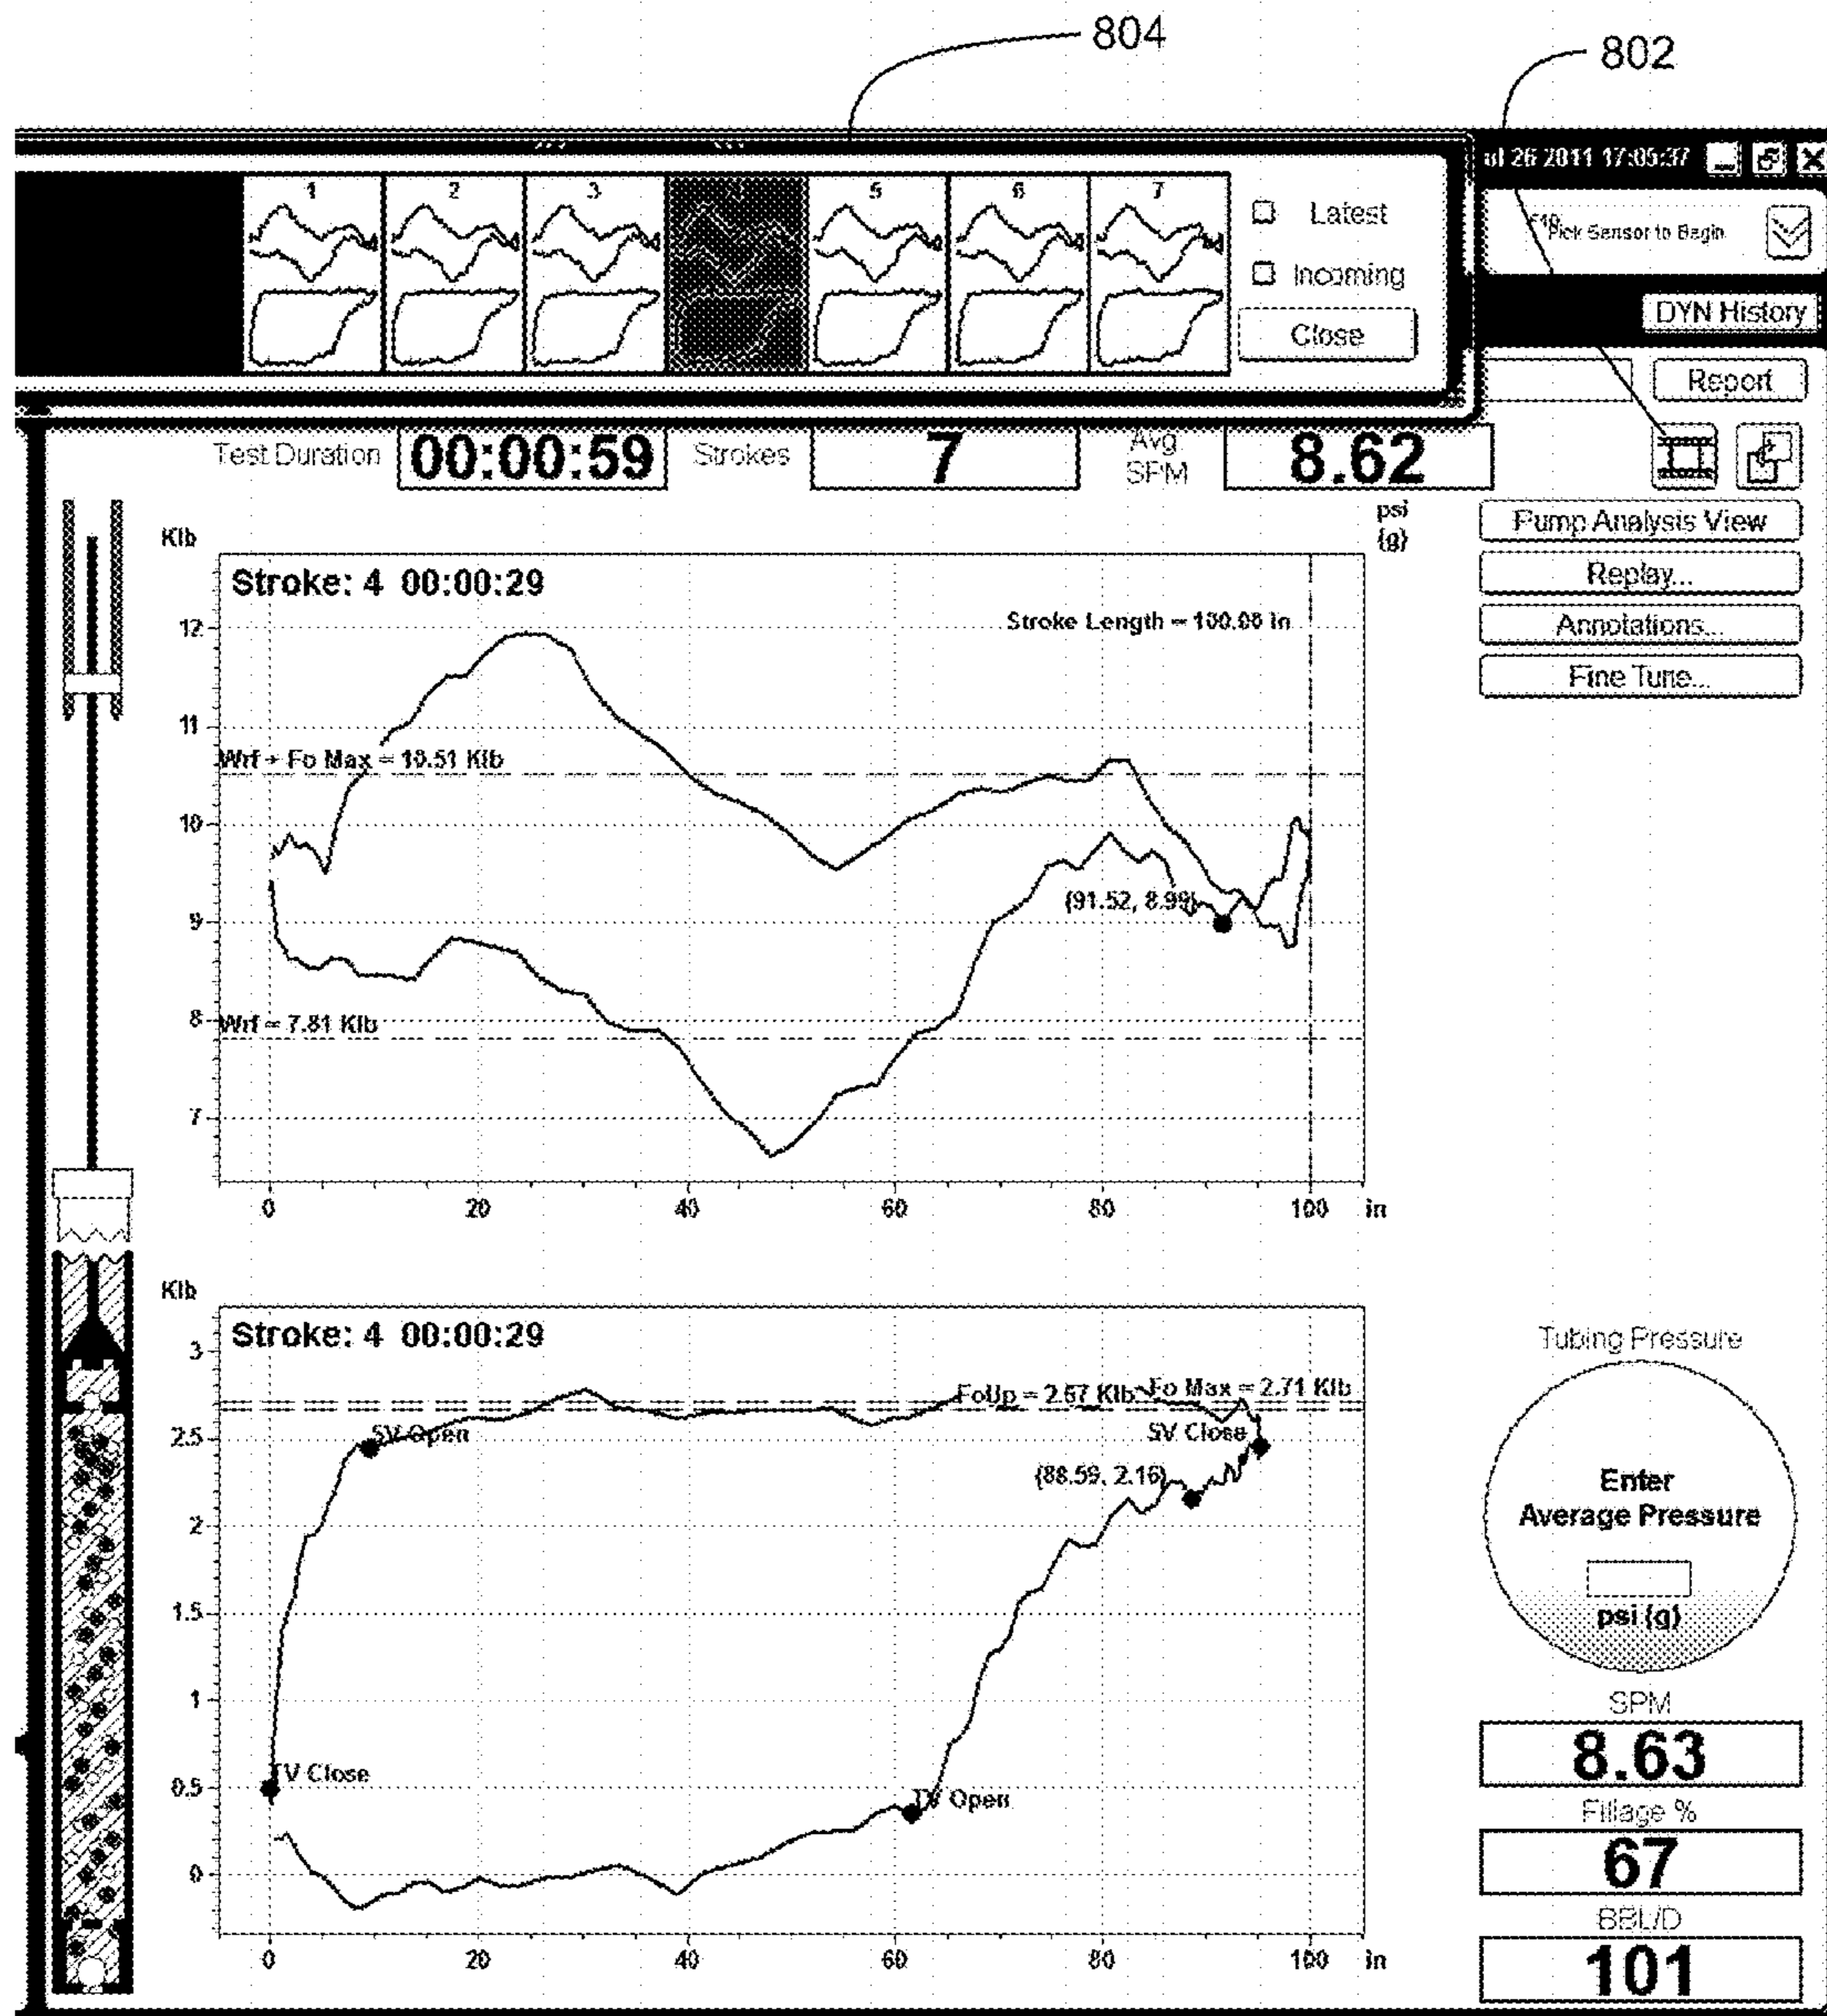 804
802
ul 26 2011 17:05:37
1 2 3 5 6 7
Latest
Incoming
Close
Pick Sensor to Begin
DYN History
Report
Test Duration 00:00:59 Strokes 7 Avg SPM 8.62
Pump Analysis View
Replay...
Annotations...
Fine Tune...
Klb
psi (g)
Stroke: 4 00:00:29
Stroke Length = 100.00 in
12
11
Wrf + Fo Max = 10.51 Klb
10
(91.52, 8.99)
9
8
Wrf = 7.81 Klb
7
0 20 40 60 80 100 in
Klb
Stroke: 4 00:00:29
3
FoUp = 2.67 Klb Fo Max = 2.71 Klb
SV Open
SV Close
2.5
(88.59, 2.16)
2
1.5
1
TV Close
0.5
TV Open
0
0 20 40 60 80 100 in
Tubing Pressure
Enter
Average Pressure
psi (g)
SPM
8.63
Fillage %
67
BBL/D
101